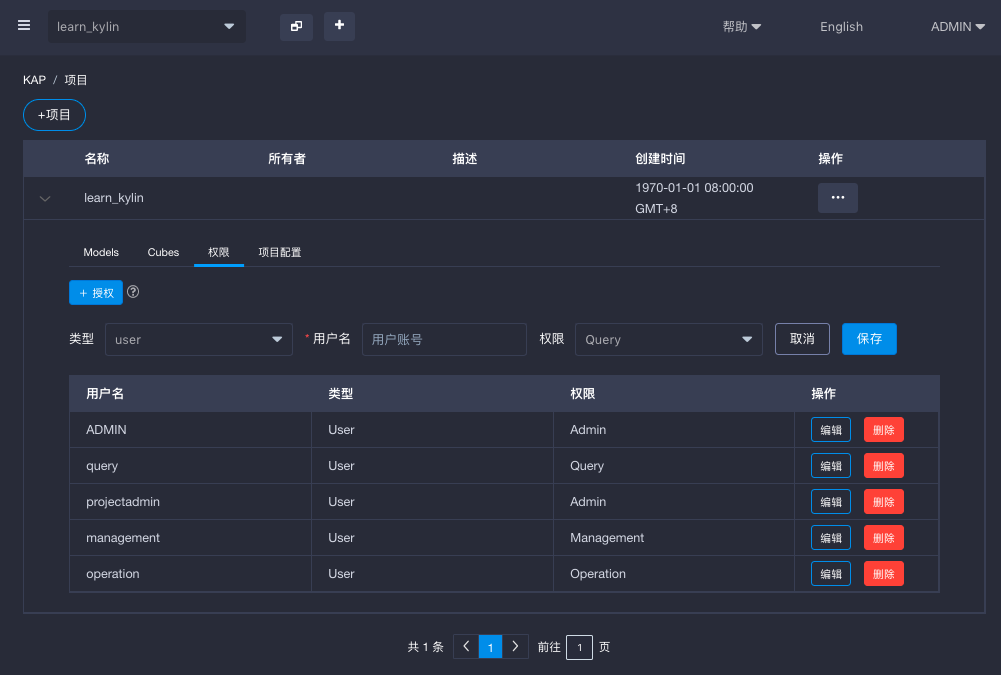 learn_kylin
帮助 English ADMIN
KAP / 项目
+项目
名称 所有者 描述 创建时间 操作
learn_kylin 1970-01-01 08:00:00
GMT+8
Models Cubes 权限 项目配置
+ 授权
类型 user * 用户名 用户账号 权限 Query 取消 保存
用户名 类型 权限 操作
ADMIN User Admin 编辑 删除
query User Query 编辑 删除
projectadmin User Admin 编辑 删除
management User Management 编辑 删除
operation User Operation 编辑 删除
共 1 条 1 前往 1 页